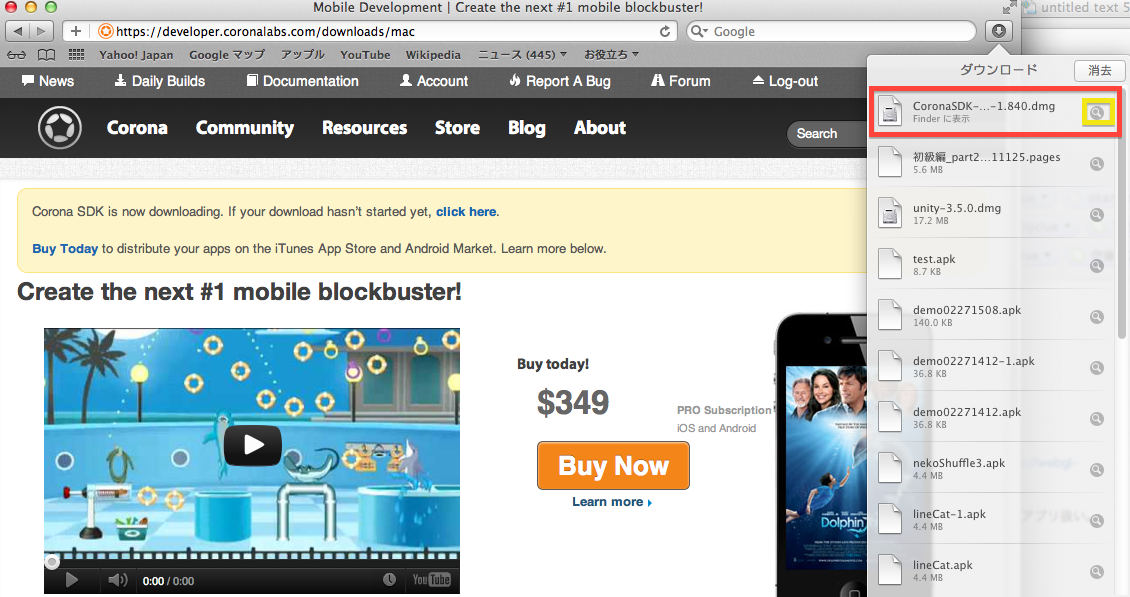 Mobile Development | Create the next #1 mobile blockbuster!
untitled text 5
https://developer.coronalabs.com/downloads/mac
Google
Yahoo! Japan Google マップ アップル YouTube Wikipedia ニュース (445) お役立ち
News Daily Builds Documentation Account Report A Bug Forum Log-out
Corona Community Resources Store Blog About
Search
Corona SDK is now downloading. If your download hasn't started yet, click here.
Buy Today to distribute your apps on the iTunes App Store and Android Market. Learn more below.
Create the next #1 mobile blockbuster!
0:00 / 0:00
YouTube
Buy today!
$349
PRO Subscription
iOS and Android
Buy Now
Learn more
ダウンロード
消去
CoronaSDK-...-1.840.dmg
Finder に表示
初級編_part2...11125.pages
5.6 MB
unity-3.5.0.dmg
17.2 MB
test.apk
8.7 KB
demo02271508.apk
140.0 KB
demo02271412-1.apk
36.8 KB
demo02271412.apk
36.8 KB
nekoShuffle3.apk
4.4 MB
lineCat-1.apk
4.4 MB
lineCat.apk
4.4 MB